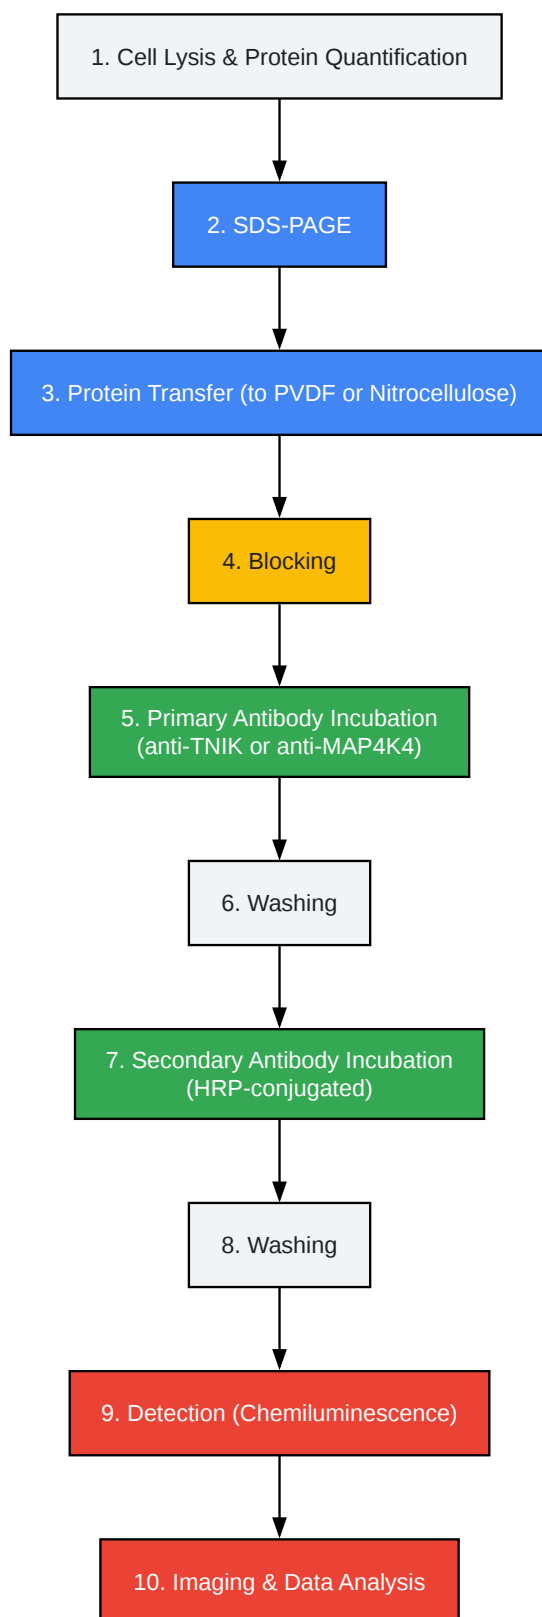 1. Cell Lysis & Protein Quantification
2. SDS-PAGE
3. Protein Transfer (to PVDF or Nitrocellulose)
4. Blocking
5. Primary Antibody Incubation
(anti-TNIK or anti-MAP4K4)
6. Washing
7. Secondary Antibody Incubation
(HRP-conjugated)
8. Washing
9. Detection (Chemiluminescence)
10. Imaging & Data Analysis